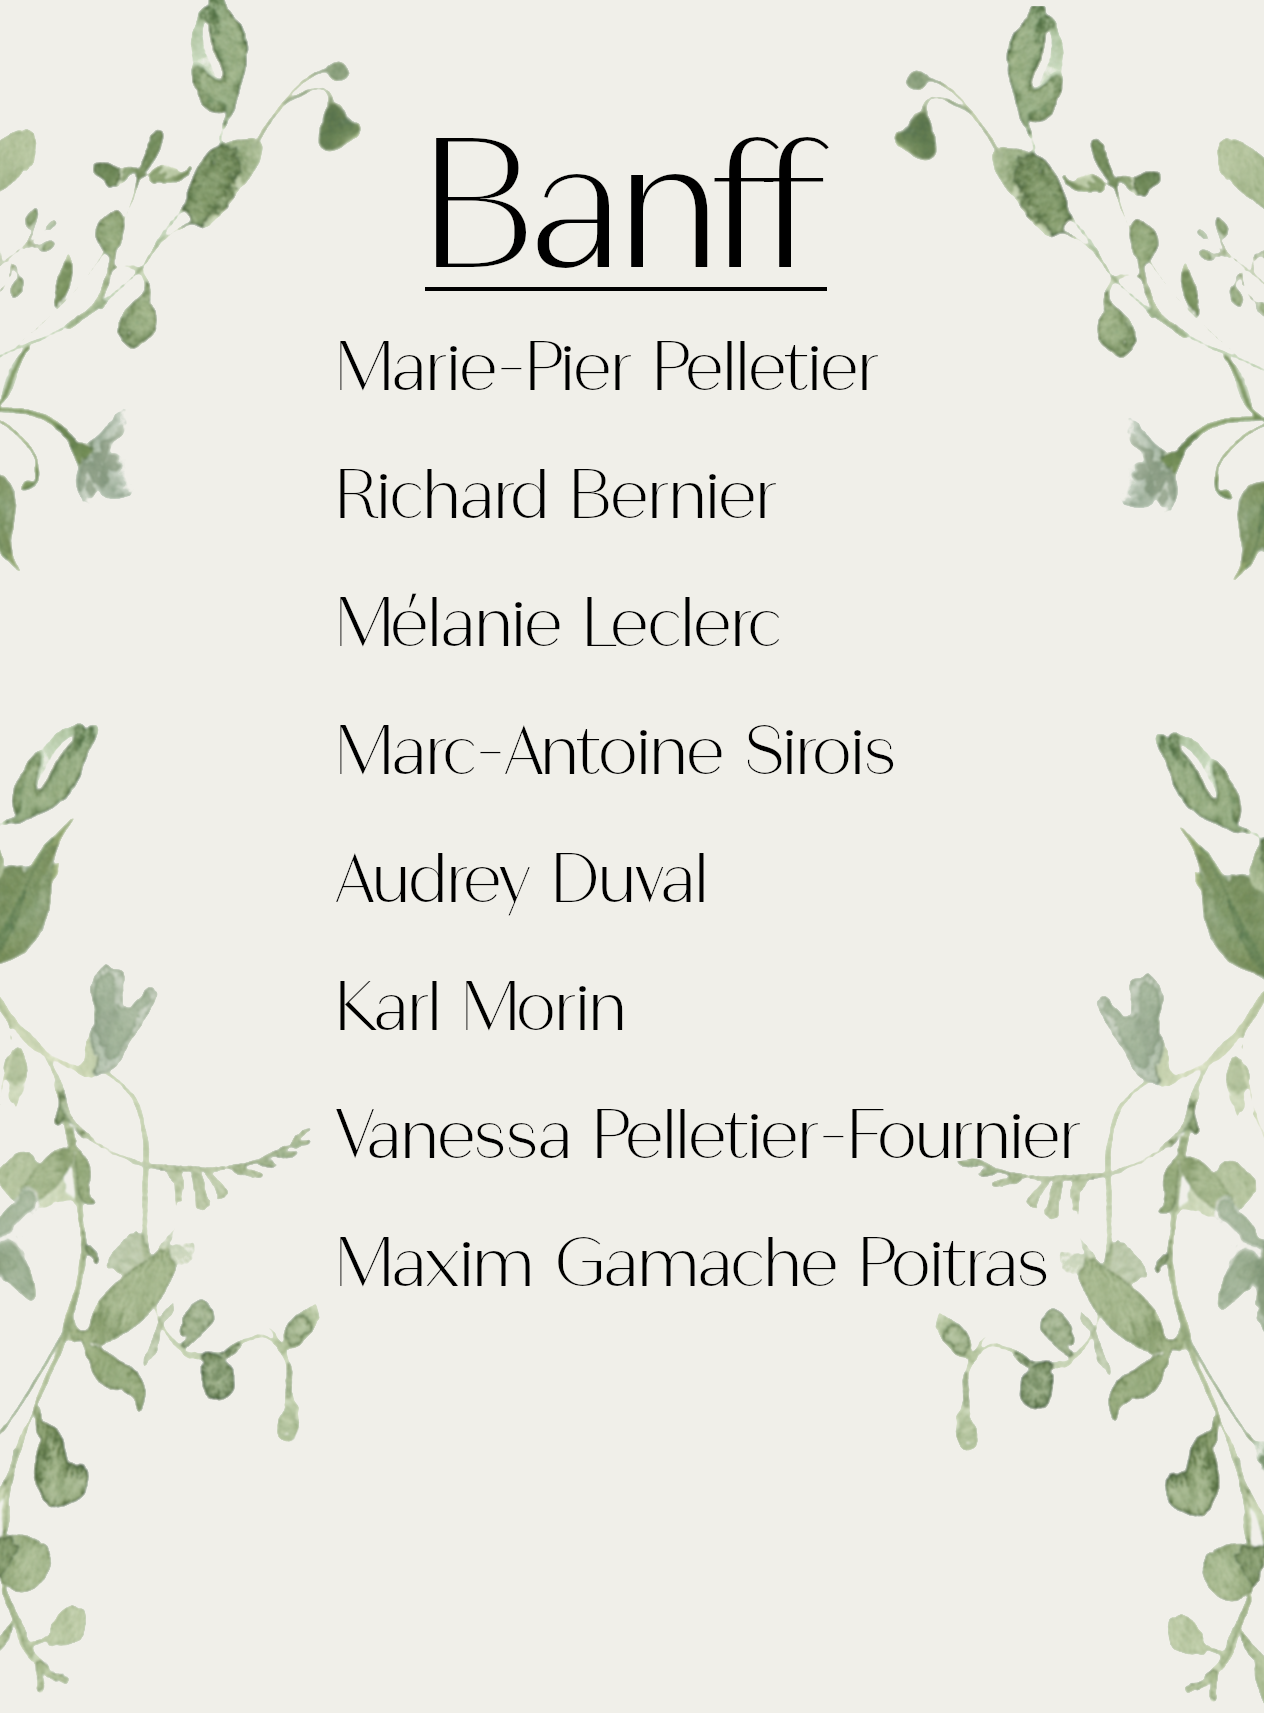 Banff
Marie-Pier Pelletier
Richard Bernier
Mélanie Leclerc
Marc-Antoine Sirois
Audrey Duval
Karl Morin
Vanessa Pelletier-Fournier
Maxim Gamache Poitras